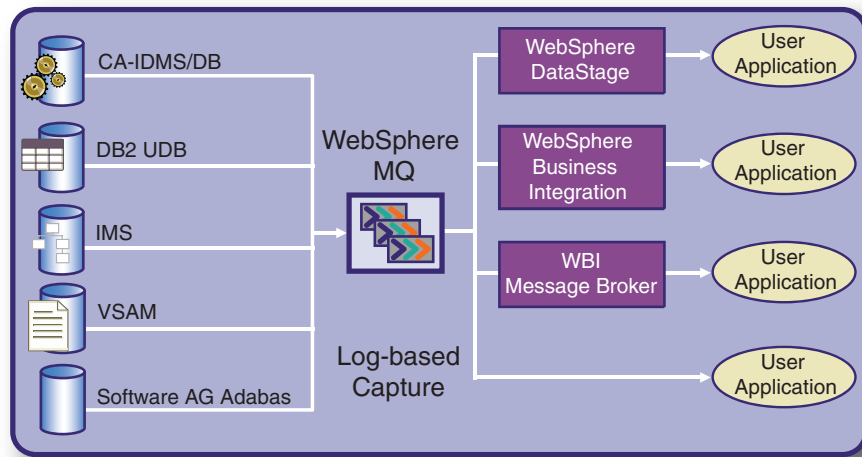 CA-IDMS/DB
DB2 UDB
IMS
VSAM
Software AG Adabas
WebSphere
MQ
Log-based
Capture
WebSphere
DataStage
WebSphere
Business
Integration
WBI
Message Broker
User
Application
User
Application
User
Application
User
Application